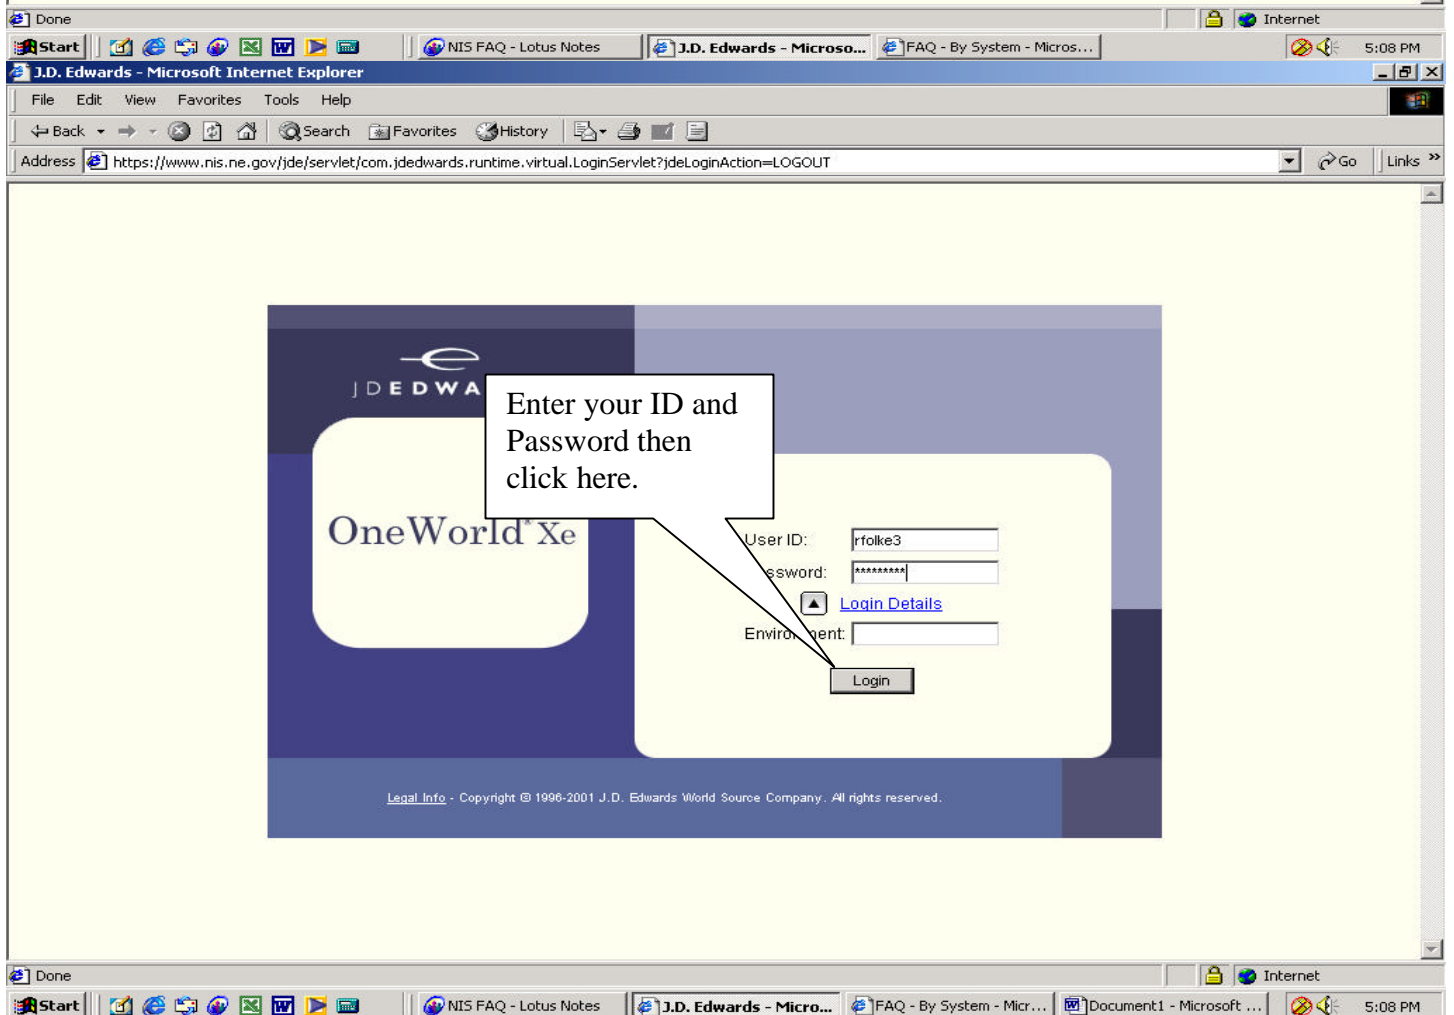 Done
Internet
Start
NIS FAQ - Lotus Notes
J.D. Edwards - Microso...
FAQ - By System - Micros...
5:08 PM
J.D. Edwards - Microsoft Internet Explorer
File Edit View Favorites Tools Help
Back Search Favorites History
Address https://www.nis.ne.gov/jde/servlet/com.jdedwards.runtime.virtual.LoginServlet?jdeLoginAction=LOGOUT Go Links »
JDEDWA
Enter your ID and
Password then
click here.
OneWorld® Xe
User ID: rfolke3
ssword: *********
Login Details
Environment:
Login
Legal Info - Copyright © 1996-2001 J.D. Edwards World Source Company. All rights reserved.
Done
Internet
Start
NIS FAQ - Lotus Notes
J.D. Edwards - Micro...
FAQ - By System - Micr...
Document1 - Microsoft ...
5:08 PM